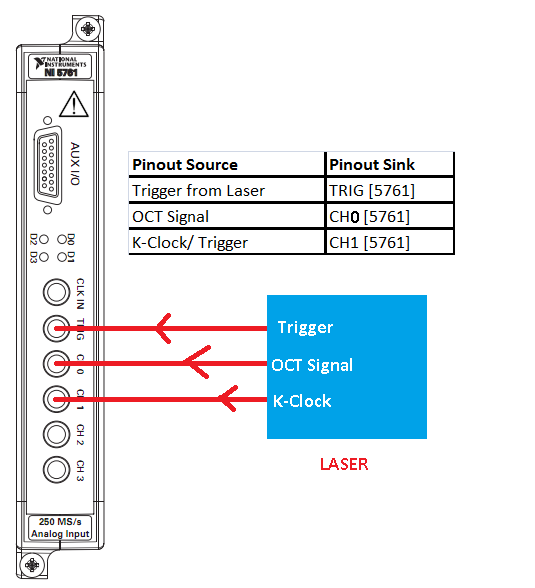 NATIONAL
INSTRUMENTS
NI 5761
AUX I/O
D2 D0
D3 D1
CLK IN
TRIG
CH 0
CH 1
CH 2
CH 3
250 MS/s
Analog Input
Pinout Source Pinout Sink
Trigger from Laser TRIG [5761]
OCT Signal CH0 [5761]
K-Clock/ Trigger CH1 [5761]
Trigger
OCT Signal
K-Clock
LASER